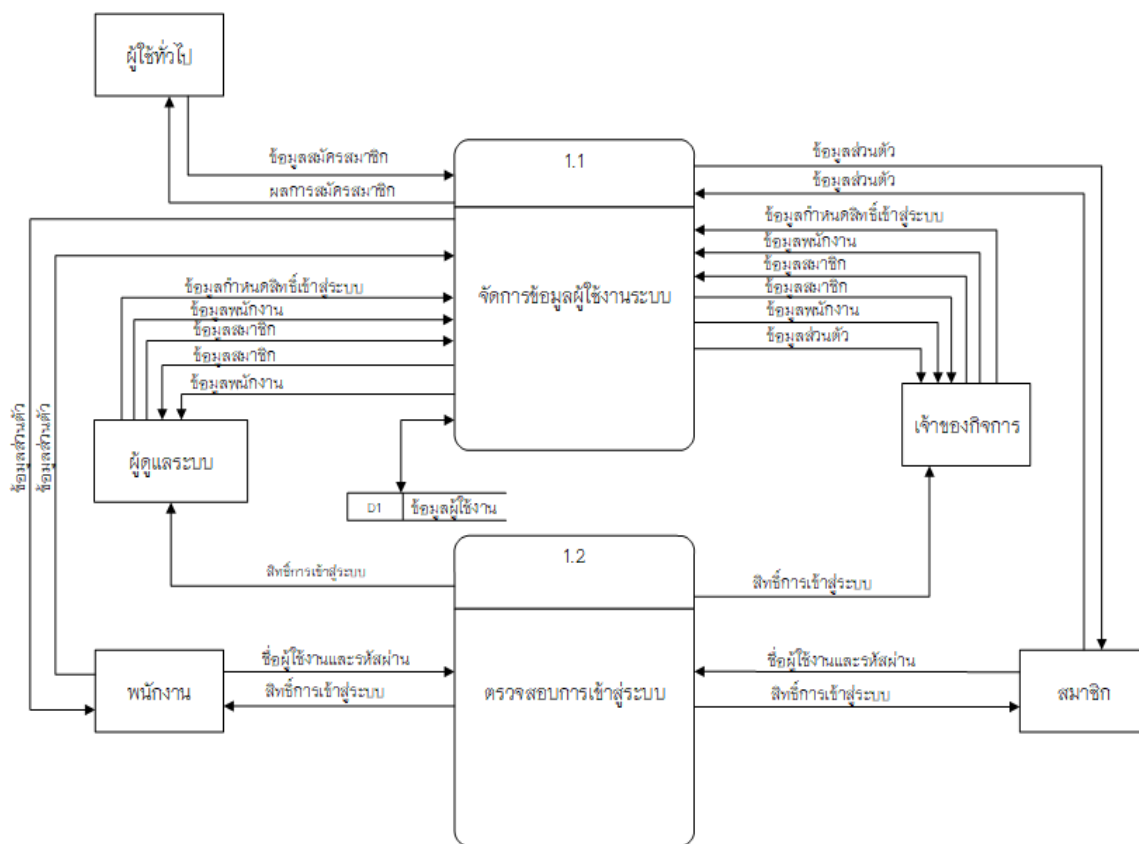 ผู้ใช้ทั่วไป
ข้อมูลสมัครสมาชิก
ผลการสมัครสมาชิก
1.1
จัดการข้อมูลผู้ใช้งานระบบ
ข้อมูลส่วนตัว
ข้อมูลส่วนตัว
ข้อมูลกำหนดสิทธิ์เข้าสู่ระบบ
ข้อมูลพนักงาน
ข้อมูลสมาชิก
ข้อมูลสมาชิก
ข้อมูลพนักงาน
ข้อมูลส่วนตัว
ข้อมูลกำหนดสิทธิ์เข้าสู่ระบบ
ข้อมูลพนักงาน
ข้อมูลสมาชิก
ข้อมูลสมาชิก
ข้อมูลพนักงาน
ข้อมูลส่วนตัว
ข้อมูลส่วนตัว
ผู้ดูแลระบบ
เจ้าของกิจการ
D1 ข้อมูลผู้ใช้งาน
1.2
ตรวจสอบการเข้าสู่ระบบ
สิทธิ์การเข้าสู่ระบบ
สิทธิ์การเข้าสู่ระบบ
พนักงาน
ชื่อผู้ใช้งานและรหัสผ่าน
สิทธิ์การเข้าสู่ระบบ
ชื่อผู้ใช้งานและรหัสผ่าน
สิทธิ์การเข้าสู่ระบบ
สมาชิก